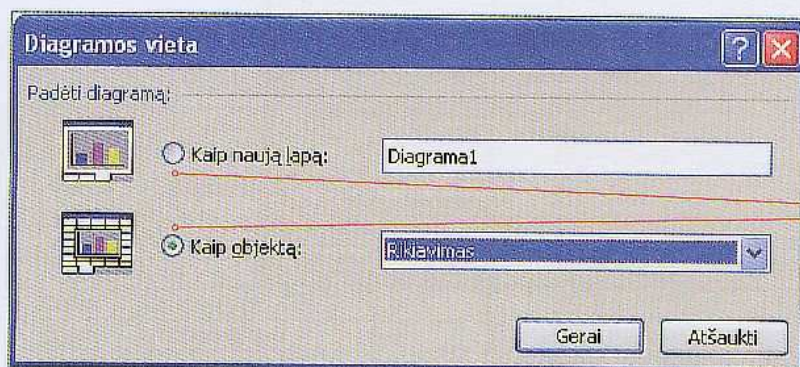 Diagramos vieta
Padėti diagramą:
Kaip naują lapą: Diagrama1
Kaip objektą: Rikiavimas
Gerai Atšaukti